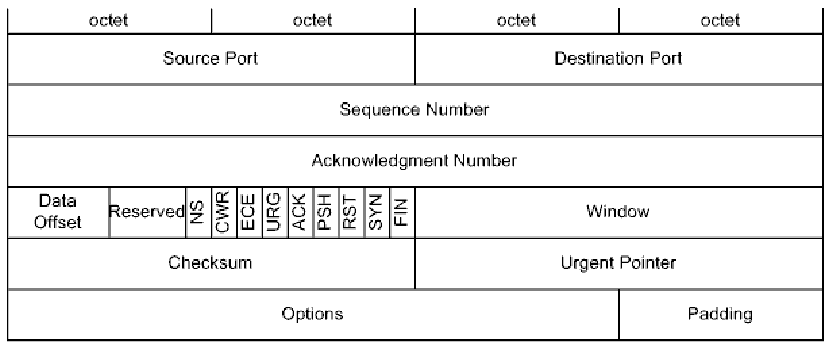 octet octet octet octet
Source Port Destination Port
Sequence Number
Acknowledgment Number
Data Offset Reserved NS CWR ECE URG ACK PSH RST SYN FIN Window
Checksum Urgent Pointer
Options Padding